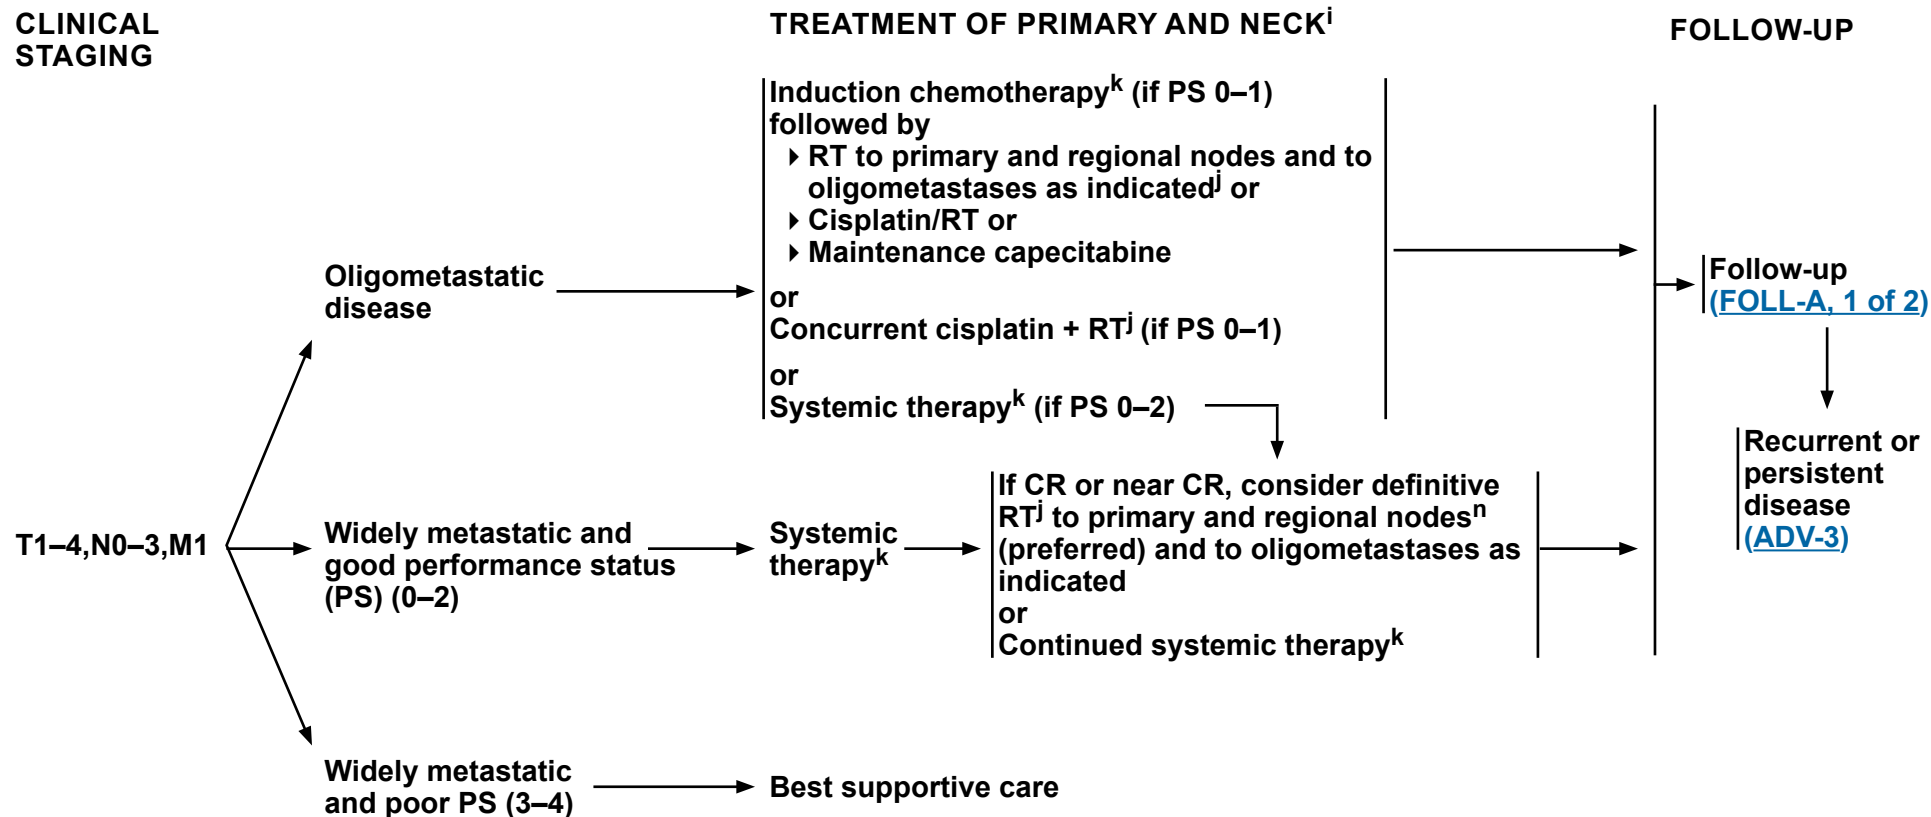 CLINICAL
STAGING
TREATMENT OF PRIMARY AND NECKⁱ
FOLLOW-UP
Induction chemotherapyᵏ (if PS 0–1)
followed by
RT to primary and regional nodes and to
oligometastases as indicatedʲ or
Cisplatin/RT or
Maintenance capecitabine
or
Concurrent cisplatin + RTʲ (if PS 0–1)
or
Systemic therapyᵏ (if PS 0–2)
Oligometastatic
disease
Follow-up
(FOLL-A, 1 of 2)
Recurrent or
persistent
disease
(ADV-3)
T1–4,N0–3,M1
Widely metastatic and
good performance status
(PS) (0–2)
Systemic
therapyᵏ
If CR or near CR, consider definitive
RTʲ to primary and regional nodesⁿ
(preferred) and to oligometastases as
indicated
or
Continued systemic therapyᵏ
Widely metastatic
and poor PS (3–4)
Best supportive care